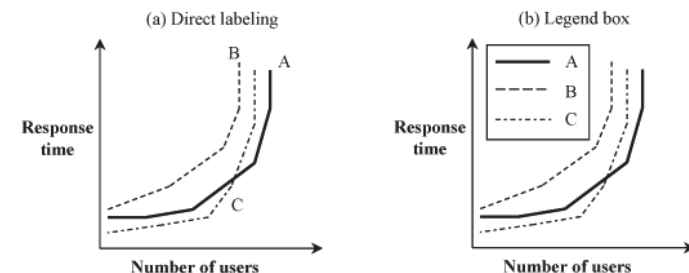 (a) Direct labeling
B
A
Response
time
C
Number of users
(b) Legend box
A
B
C
Response
time
Number of users